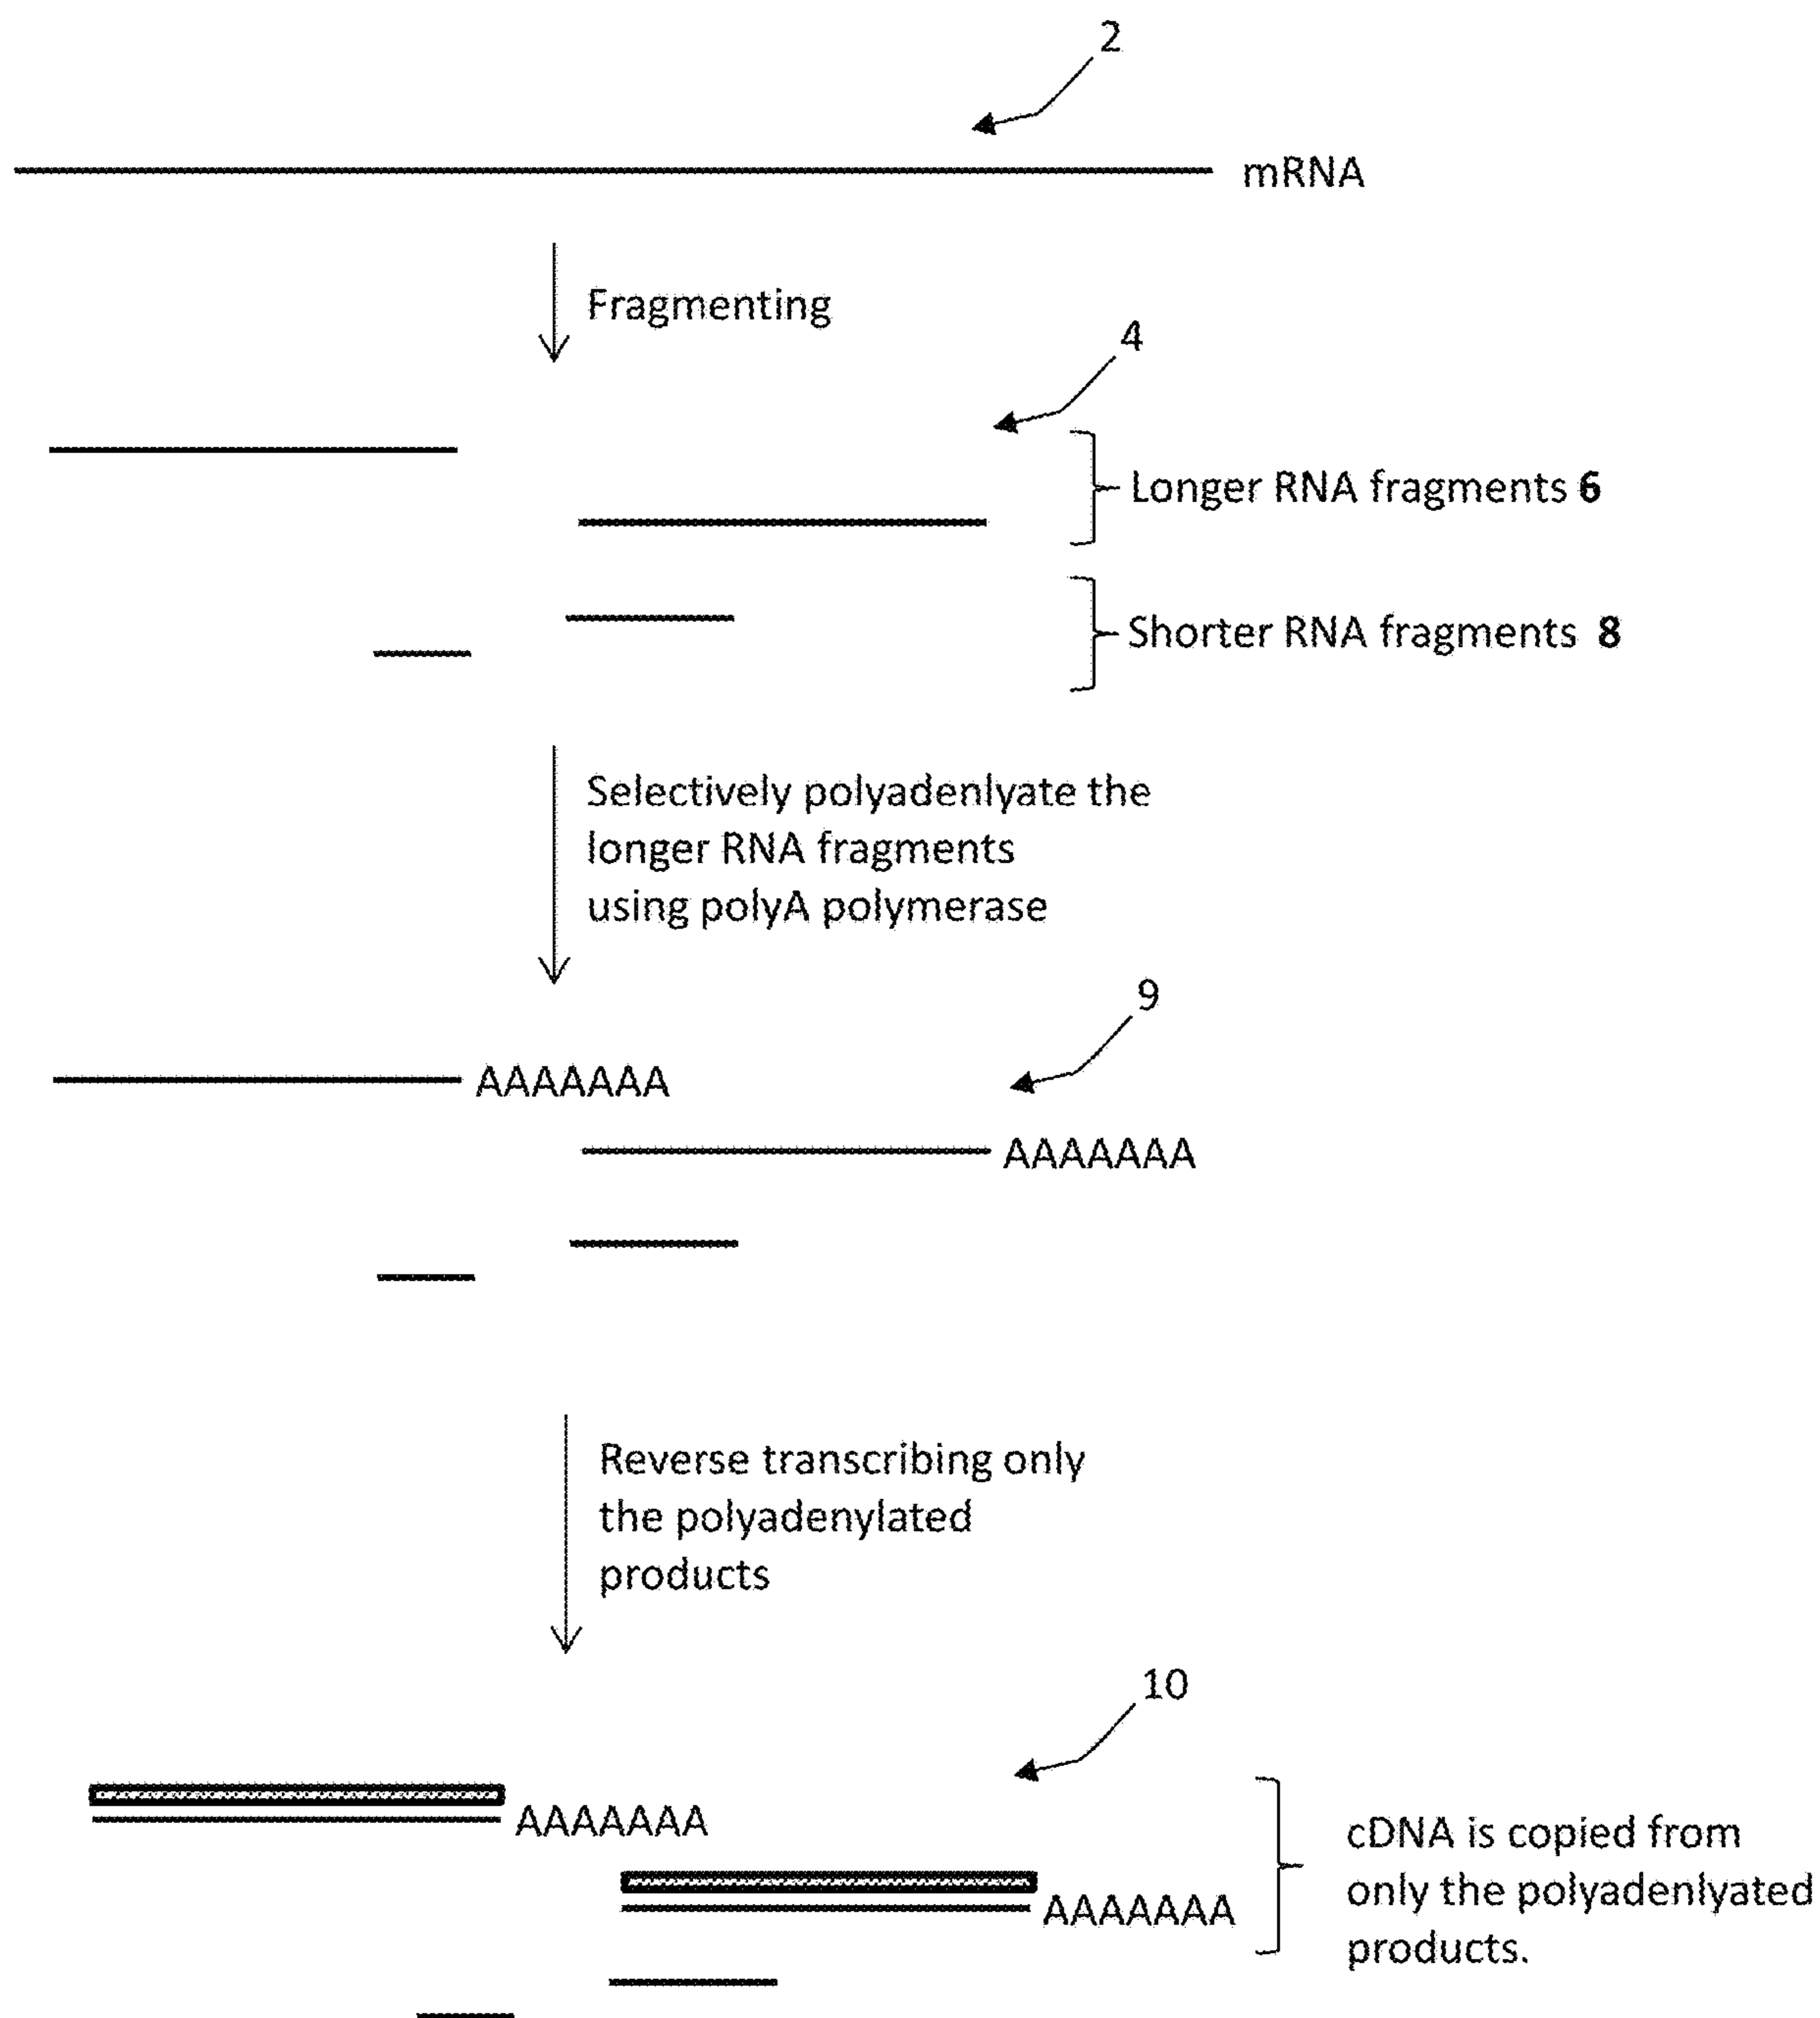 2
mRNA
Fragmenting
4
Longer RNA fragments 6
Shorter RNA fragments 8
Selectively polyadenlyate the
longer RNA fragments
using polyA polymerase
9
AAAAAAA
AAAAAAA
Reverse transcribing only
the polyadenylated
products
10
AAAAAAA
AAAAAAA
cDNA is copied from
only the polyadenlyated
products.